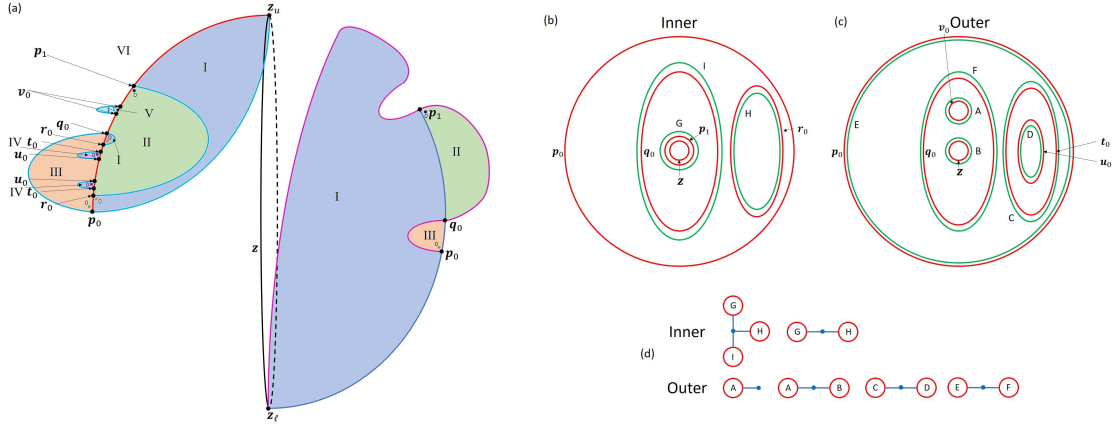 (a)
z_u
VI
p_1
I
v_0
V
q_0
II
r_0
IV t_0
u_0
I
III
u_0
IV t_0
r_0
p_0
z
z_ℓ
I
p_1
II
q_0
III
p_0
(b)
Inner
I
G
p_1
H
r_0
p_0
q_0
z
(c)
Outer
v_0
F
A
E
D
p_0
q_0
B
t_0
z
u_0
C
G
Inner
H
G
H
I
(d)
Outer
A
A
B
C
D
E
F